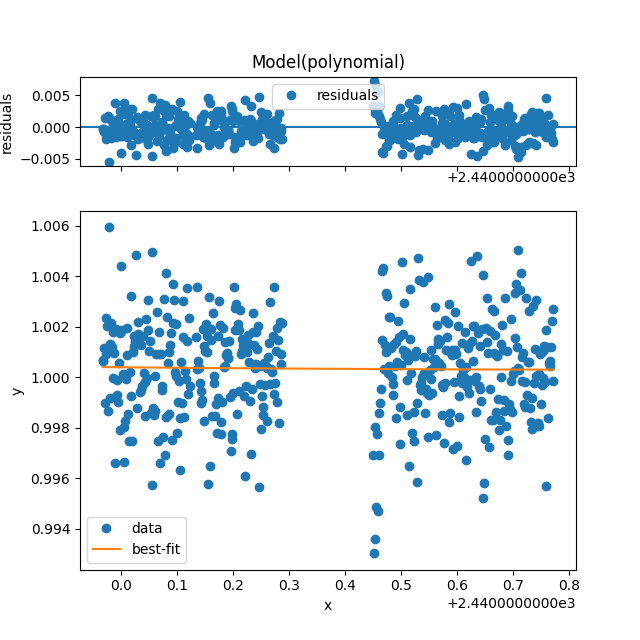 Model(polynomial)
residuals
0.005
0.000
−0.005
residuals
+2.4400000000e3
y
1.006
1.004
1.002
1.000
0.998
0.996
0.994
data
best-fit
0.0 0.1 0.2 0.3 0.4 0.5 0.6 0.7 0.8
x
+2.4400000000e3